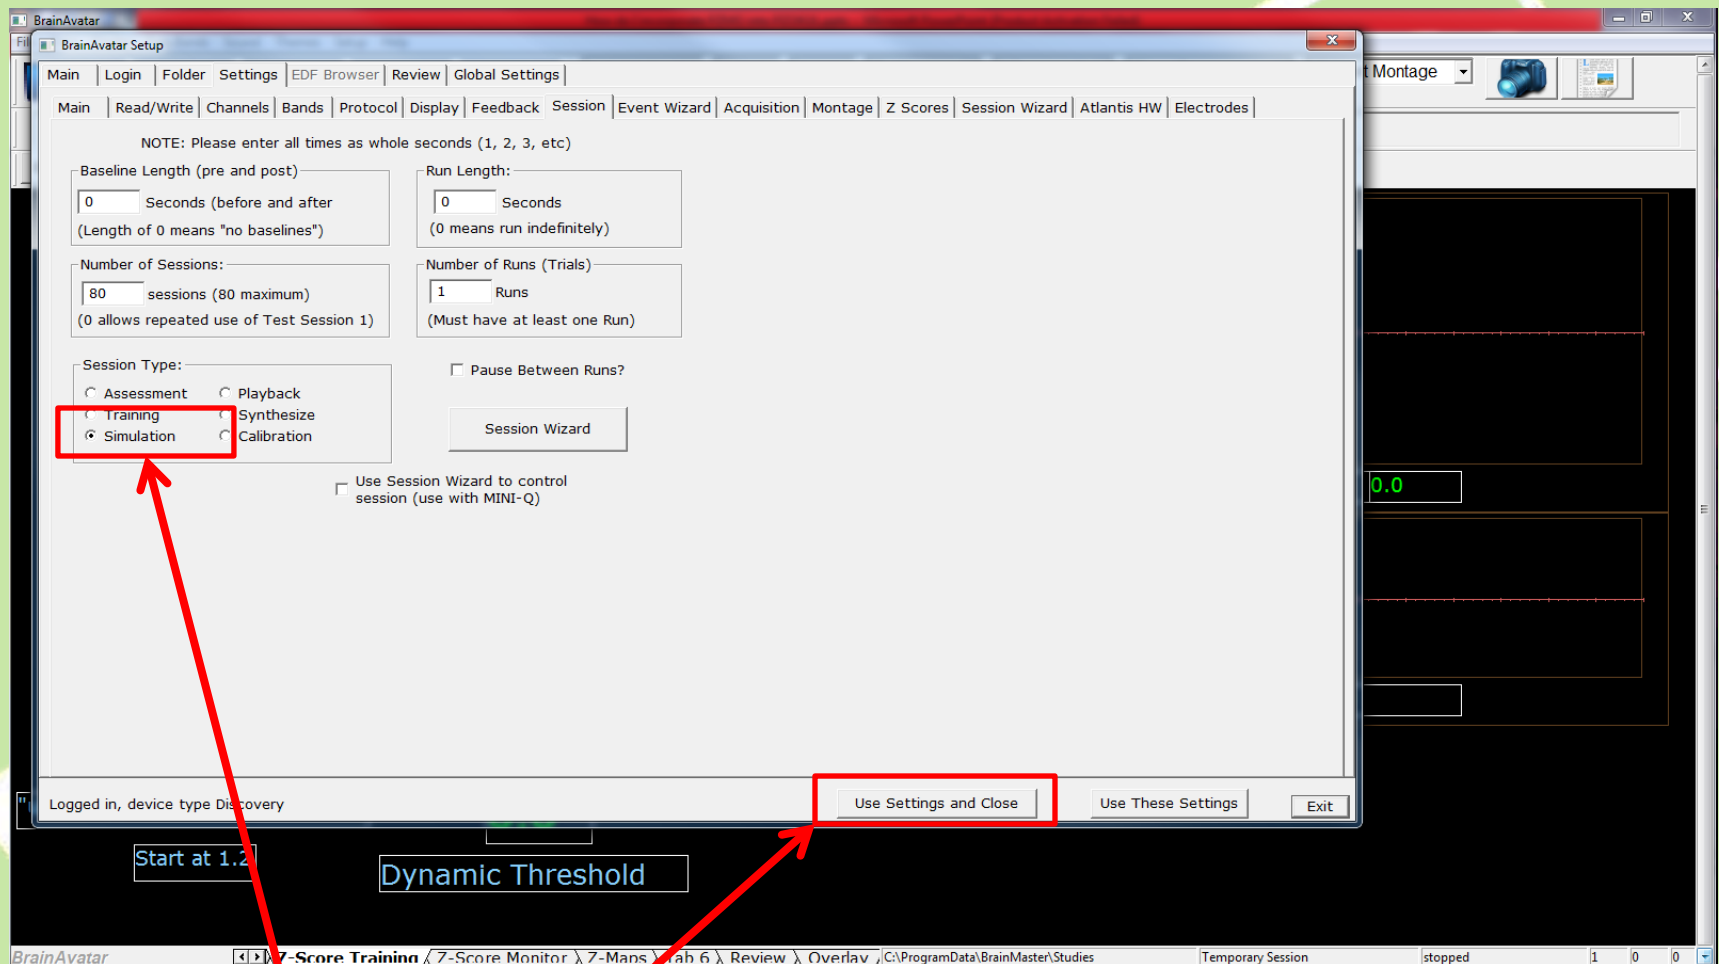 BrainAvatar
BrainAvatar Setup
Main Login Folder Settings EDF Browser Review Global Settings
t Montage
Main Read/Write Channels Bands Protocol Display Feedback Session Event Wizard Acquisition Montage Z Scores Session Wizard Atlantis HW Electrodes
NOTE: Please enter all times as whole seconds (1, 2, 3, etc)
Baseline Length (pre and post)
0 Seconds (before and after
(Length of 0 means "no baselines")
Run Length:
0 Seconds
(0 means run indefinitely)
Number of Sessions:
80 sessions (80 maximum)
(0 allows repeated use of Test Session 1)
Number of Runs (Trials)
1 Runs
(Must have at least one Run)
Session Type:
Assessment Playback
Training Synthesize
Simulation Calibration
Pause Between Runs?
Session Wizard
Use Session Wizard to control
session (use with MINI-Q)
0.0
Logged in, device type Discovery
Use Settings and Close
Use These Settings
Exit
Start at 1.2
Dynamic Threshold
BrainAvatar
Z-Score Training Z-Score Monitor Z-Maps Tab 6 Review Overlay C:\ProgramData\BrainMaster\Studies Temporary Session stopped 1 0 0